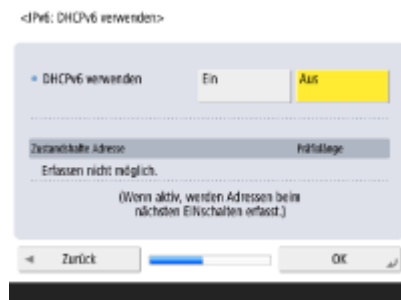 <IPv6: DHCPv6 verwenden>
DHCPv6 verwenden
Ein
Aus
Zustandshafte Adresse
Präfixlänge
Erfassen nicht möglich.
(Wenn aktiv, werden Adressen beim
nächsten EINschalten erfasst.)
Zurück
OK